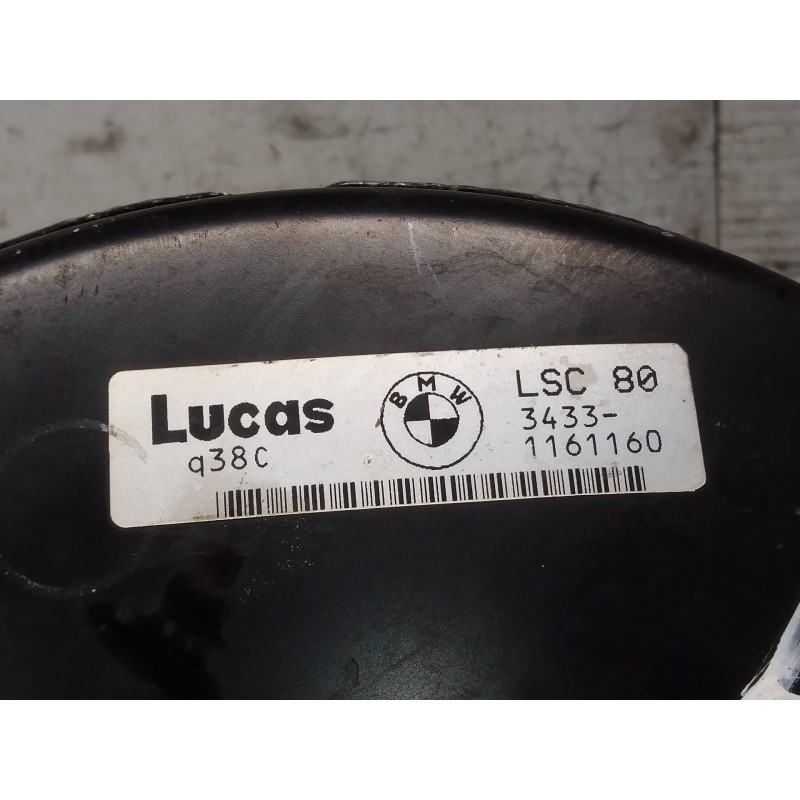 Lucas
q38C
BMW
LSC 80
3433-
1161160